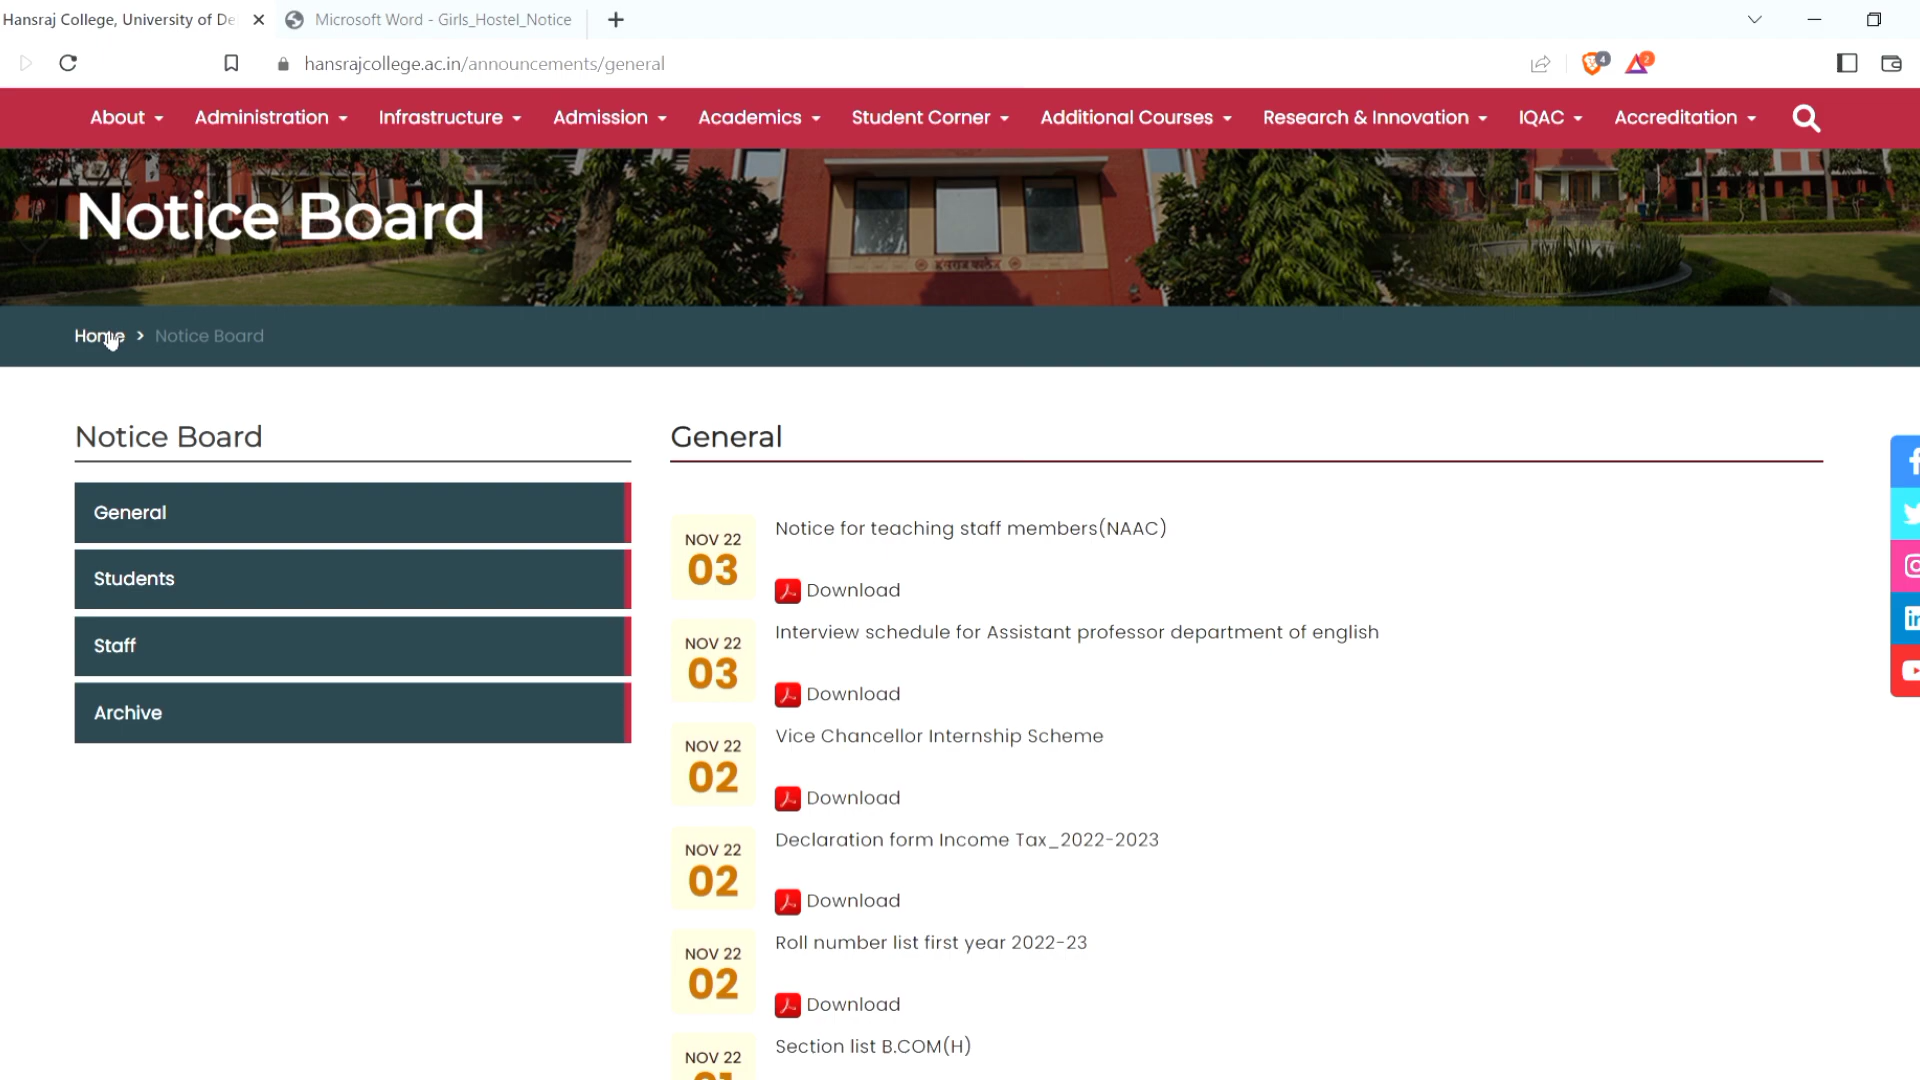 Hansraj College, University of De
Microsoft Word - Girls_Hostel_Notice
hansrajcollege.ac.in/announcements/general
4
2
About
Administration
Infrastructure
Admission
Academics
Student Corner
Additional Courses
Research & Innovation
IQAC
Accreditation
Notice Board
हंसराज कॉलेज
Home > Notice Board
Notice Board
General
Students
Staff
Archive
General
NOV 22
03
Notice for teaching staff members(NAAC)
Download
NOV 22
03
Interview schedule for Assistant professor department of english
Download
NOV 22
02
Vice Chancellor Internship Scheme
Download
NOV 22
02
Declaration form Income Tax_2022-2023
Download
NOV 22
02
Roll number list first year 2022-23
Download
NOV 22
01
Section list B.COM(H)